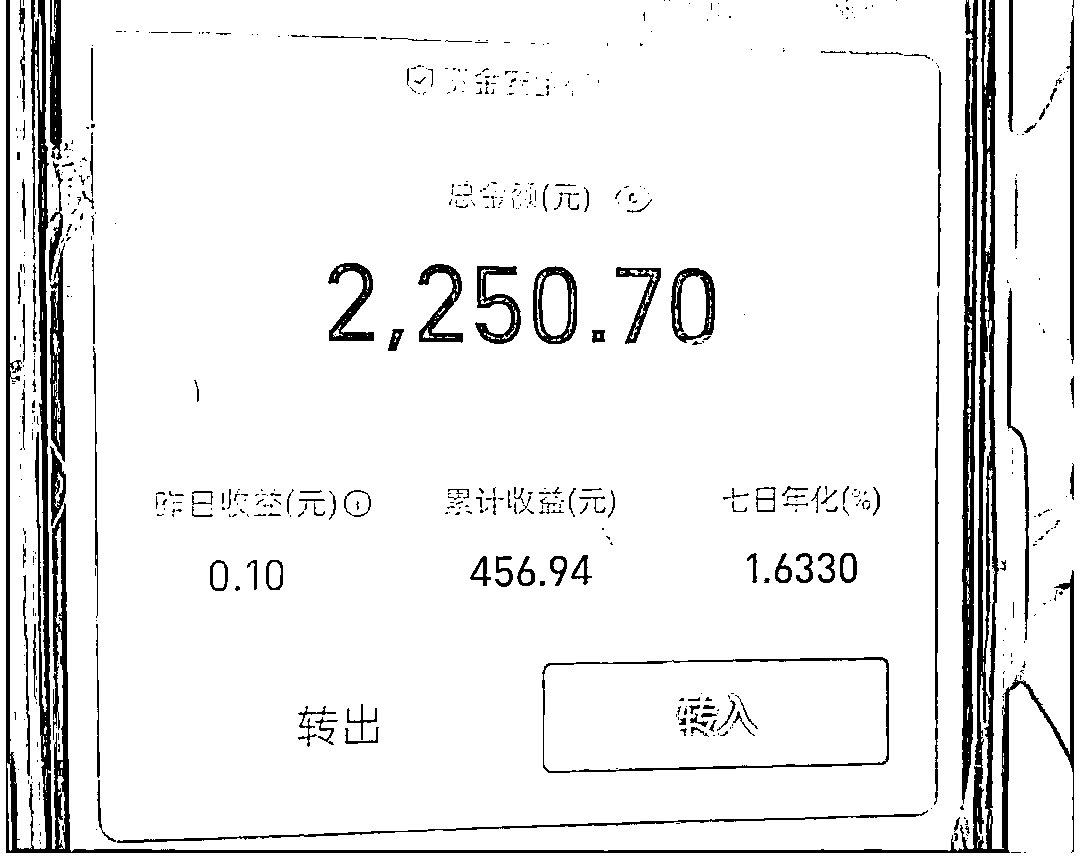 总金额(元)
2,250.70
昨日收益(元) 累计收益(元) 七日年化(%)
0.10 456.94 1.6330
转出 转入